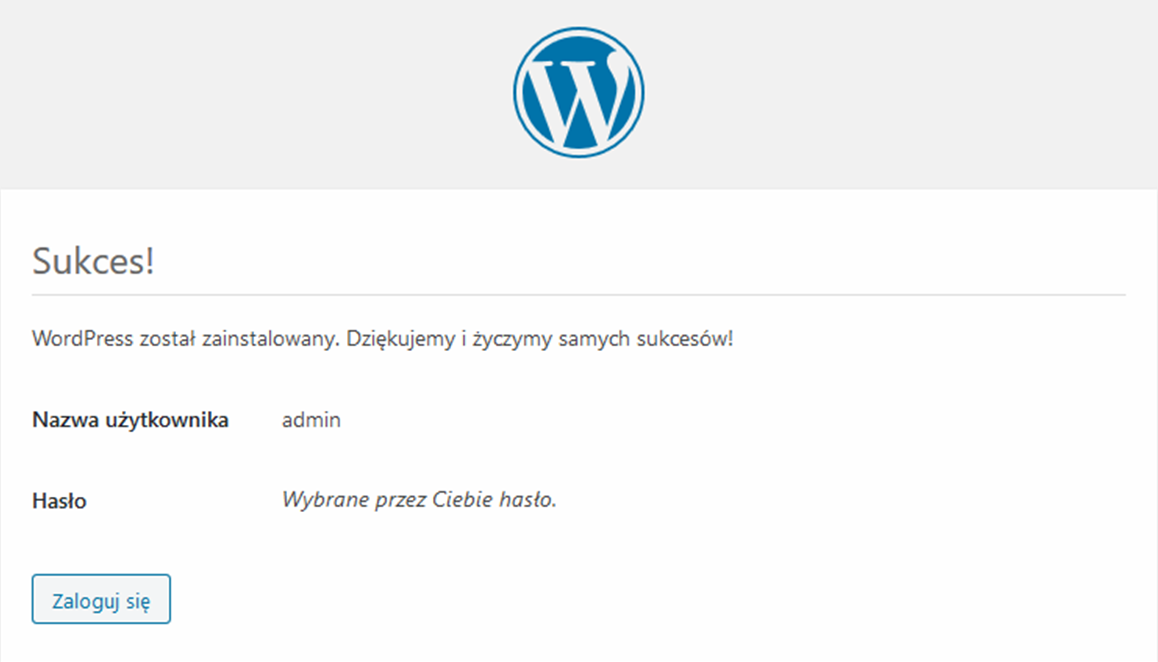 Sukces!
WordPress został zainstalowany. Dziękujemy i życzymy samych sukcesów!
Nazwa użytkownika admin
Hasło Wybrane przez Ciebie hasło.
Zaloguj się